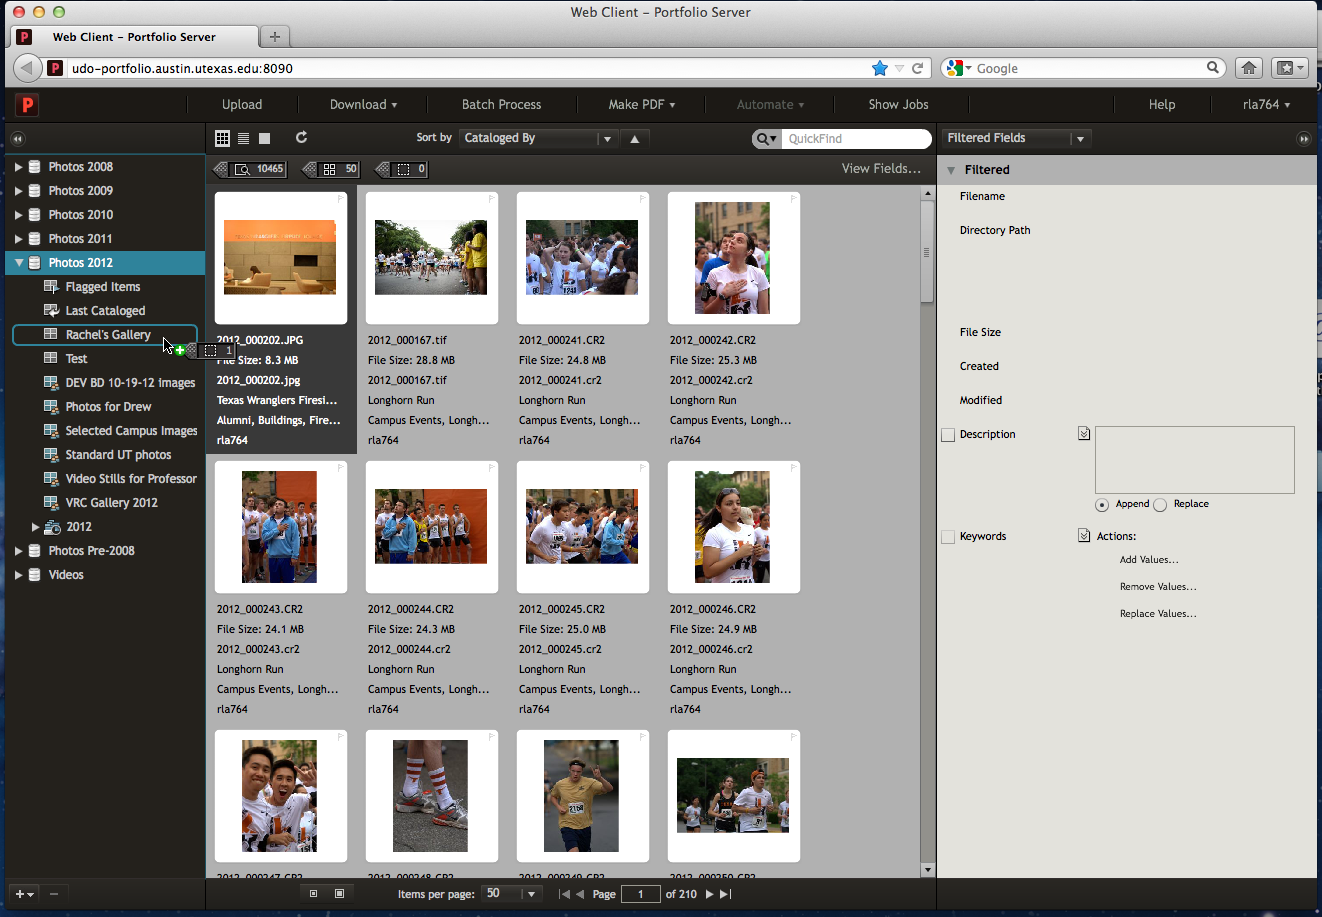 Web Client – Portfolio Server
Web Client – Portfolio Server
udo-portfolio.austin.utexas.edu:8090
Google
Upload
Download
Batch Process
Make PDF
Automate
Show Jobs
Help
rla764
Sort by
Cataloged By
QuickFind
Filtered Fields
10465
50
0
View Fields...
Photos 2008
Photos 2009
Photos 2010
Photos 2011
Photos 2012
Flagged Items
Last Cataloged
Rachel's Gallery
1
Test
DEV BD 10-19-12 images
Photos for Drew
Selected Campus Images
Standard UT photos
Video Stills for Professor
VRC Gallery 2012
2012
Photos Pre-2008
Videos
2012_000202.JPG
File Size: 8.3 MB
2012_000202.jpg
Texas Wranglers Firesi...
Alumni, Buildings, Fire...
rla764
2012_000167.tif
File Size: 28.8 MB
2012_000167.tif
Longhorn Run
Campus Events, Longh...
rla764
2012_000241.CR2
File Size: 24.8 MB
2012_000241.cr2
Longhorn Run
Campus Events, Longh...
rla764
2012_000242.CR2
File Size: 25.3 MB
2012_000242.cr2
Longhorn Run
Campus Events, Longh...
rla764
2012_000243.CR2
File Size: 24.1 MB
2012_000243.cr2
Longhorn Run
Campus Events, Longh...
rla764
2012_000244.CR2
File Size: 24.3 MB
2012_000244.cr2
Longhorn Run
Campus Events, Longh...
rla764
2012_000245.CR2
File Size: 25.0 MB
2012_000245.cr2
Longhorn Run
Campus Events, Longh...
rla764
2012_000246.CR2
File Size: 24.9 MB
2012_000246.cr2
Longhorn Run
Campus Events, Longh...
rla764
2012_000247.CR2
2012_000248.CR2
2012_000249.CR2
2012_000250.CR2
Filtered
Filename
Directory Path
File Size
Created
Modified
Description
Append
Replace
Keywords
Actions:
Add Values...
Remove Values...
Replace Values...
Items per page:
50
Page
1
of 210